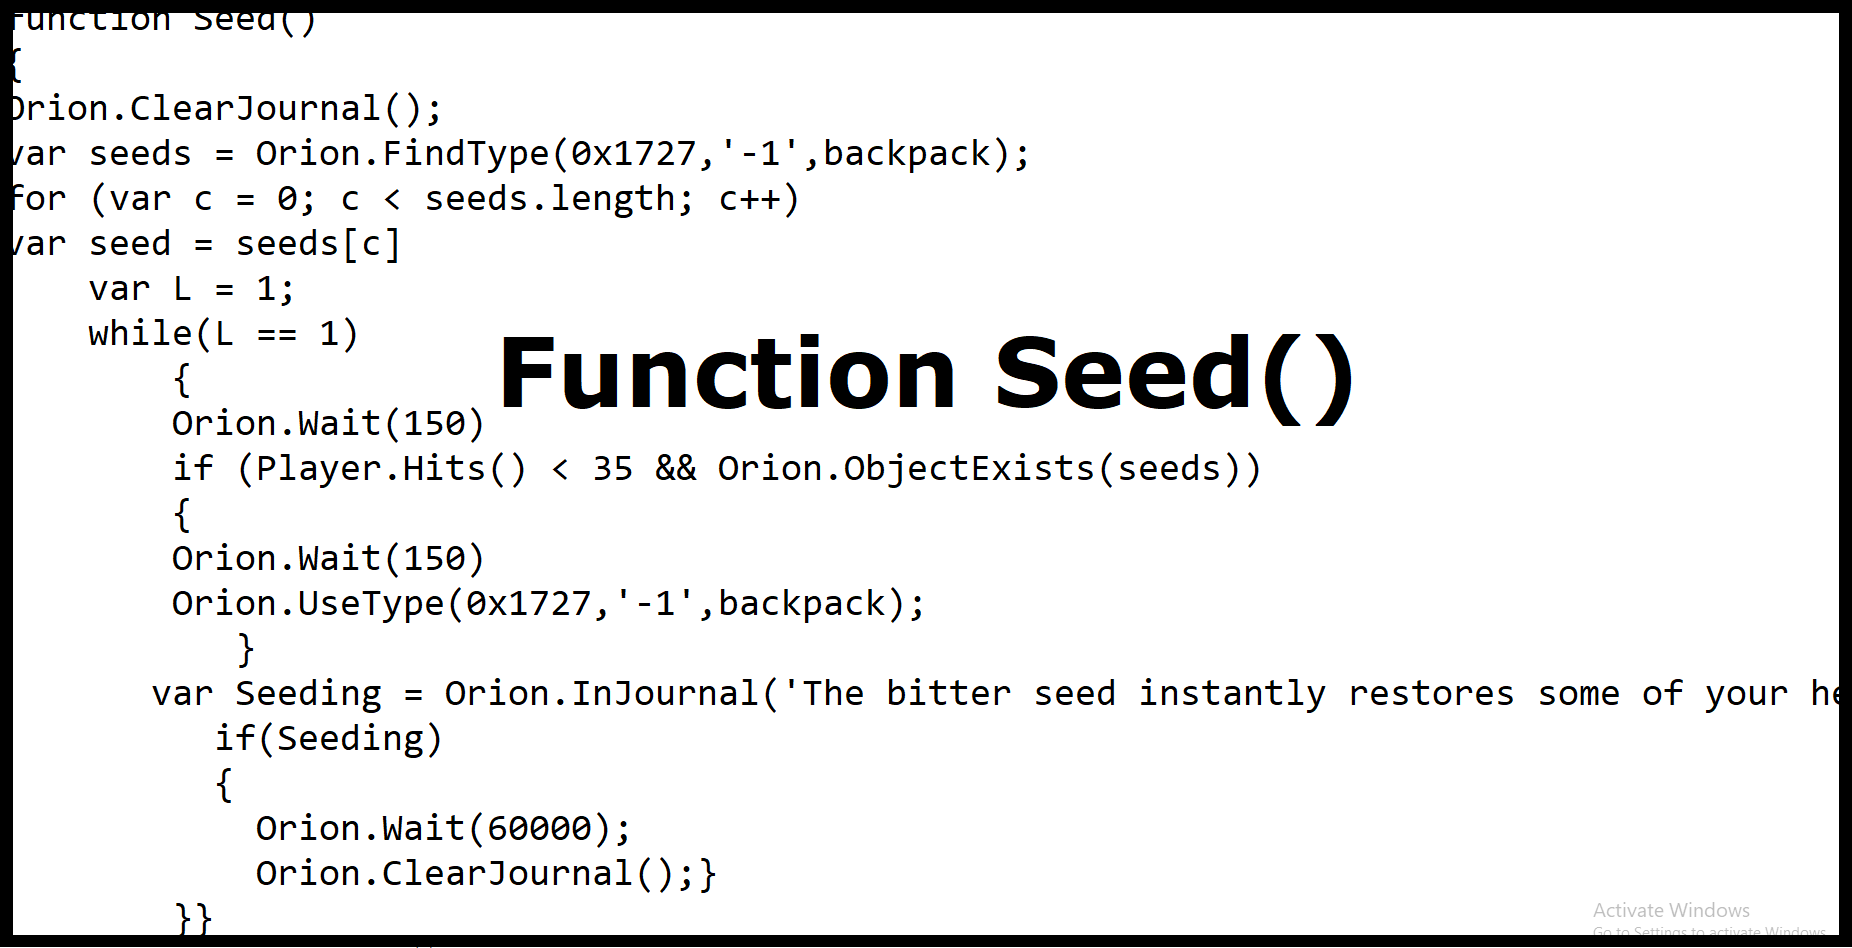 Function Seed()
{
Orion.ClearJournal();
var seeds = Orion.FindType(0x1727,'-1',backpack);
for (var c = 0; c < seeds.length; c++)
var seed = seeds[c]
var L = 1;
while(L == 1)
Function Seed()
{
Orion.Wait(150)
if (Player.Hits() < 35 && Orion.ObjectExists(seeds))
{
Orion.Wait(150)
Orion.UseType(0x1727,'-1',backpack);
}
var Seeding = Orion.InJournal('The bitter seed instantly restores some of your he
if(Seeding)
{
Orion.Wait(60000);
Orion.ClearJournal();}
}}
Activate Windows
Go to Settings to activate Windows.